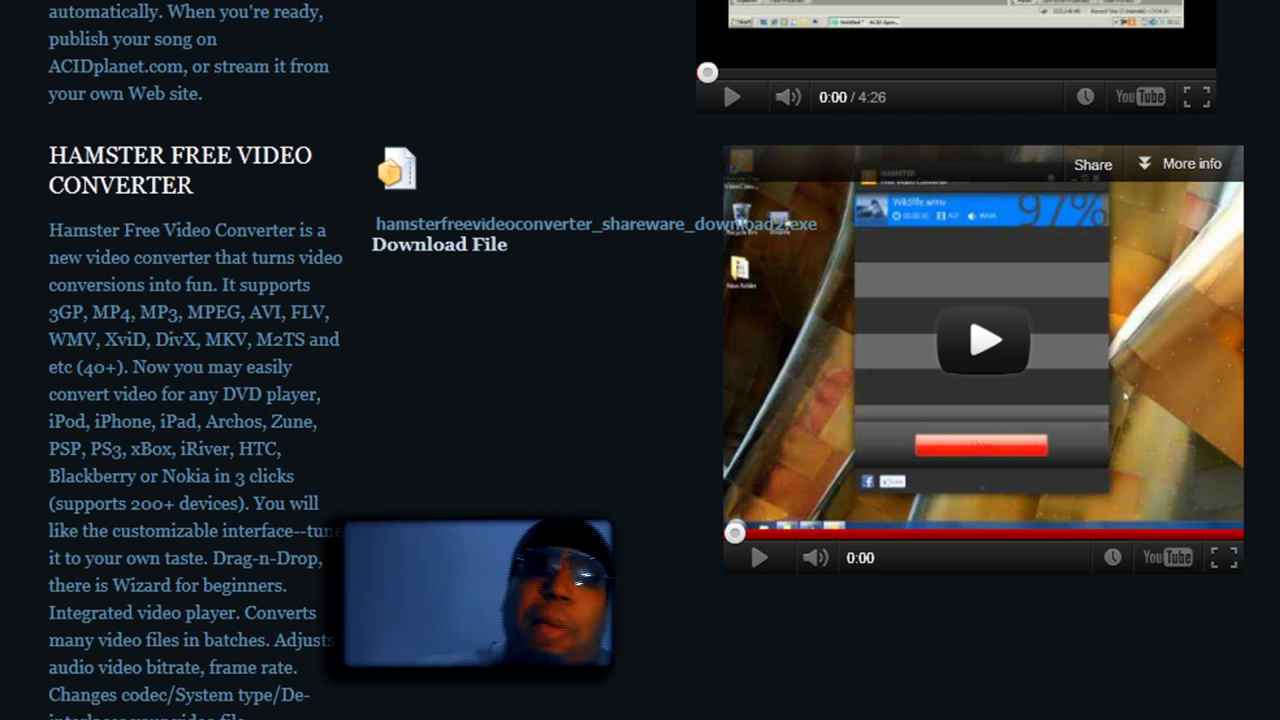 automatically. When you're ready,
publish your song on
ACIDplanet.com, or stream it from
your own Web site.
0:00 / 4:26
YouTube
HAMSTER FREE VIDEO
CONVERTER
hamsterfreevideoconverter_shareware_download2.exe
Download File
Hamster Free Video Converter is a
new video converter that turns video
conversions into fun. It supports
3GP, MP4, MP3, MPEG, AVI, FLV,
WMV, XviD, DivX, MKV, M2TS and
etc (40+). Now you may easily
convert video for any DVD player,
iPod, iPhone, iPad, Archos, Zune,
PSP, PS3, xBox, iRiver, HTC,
Blackberry or Nokia in 3 clicks
(supports 200+ devices). You will
like the customizable interface--tune
it to your own taste. Drag-n-Drop,
there is Wizard for beginners.
Integrated video player. Converts
many video files in batches. Adjusts
audio video bitrate, frame rate.
Changes codec/System type/De-
Share
More info
HAMSTER
Wildlife.wmv
97%
New folder
0:00
YouTube